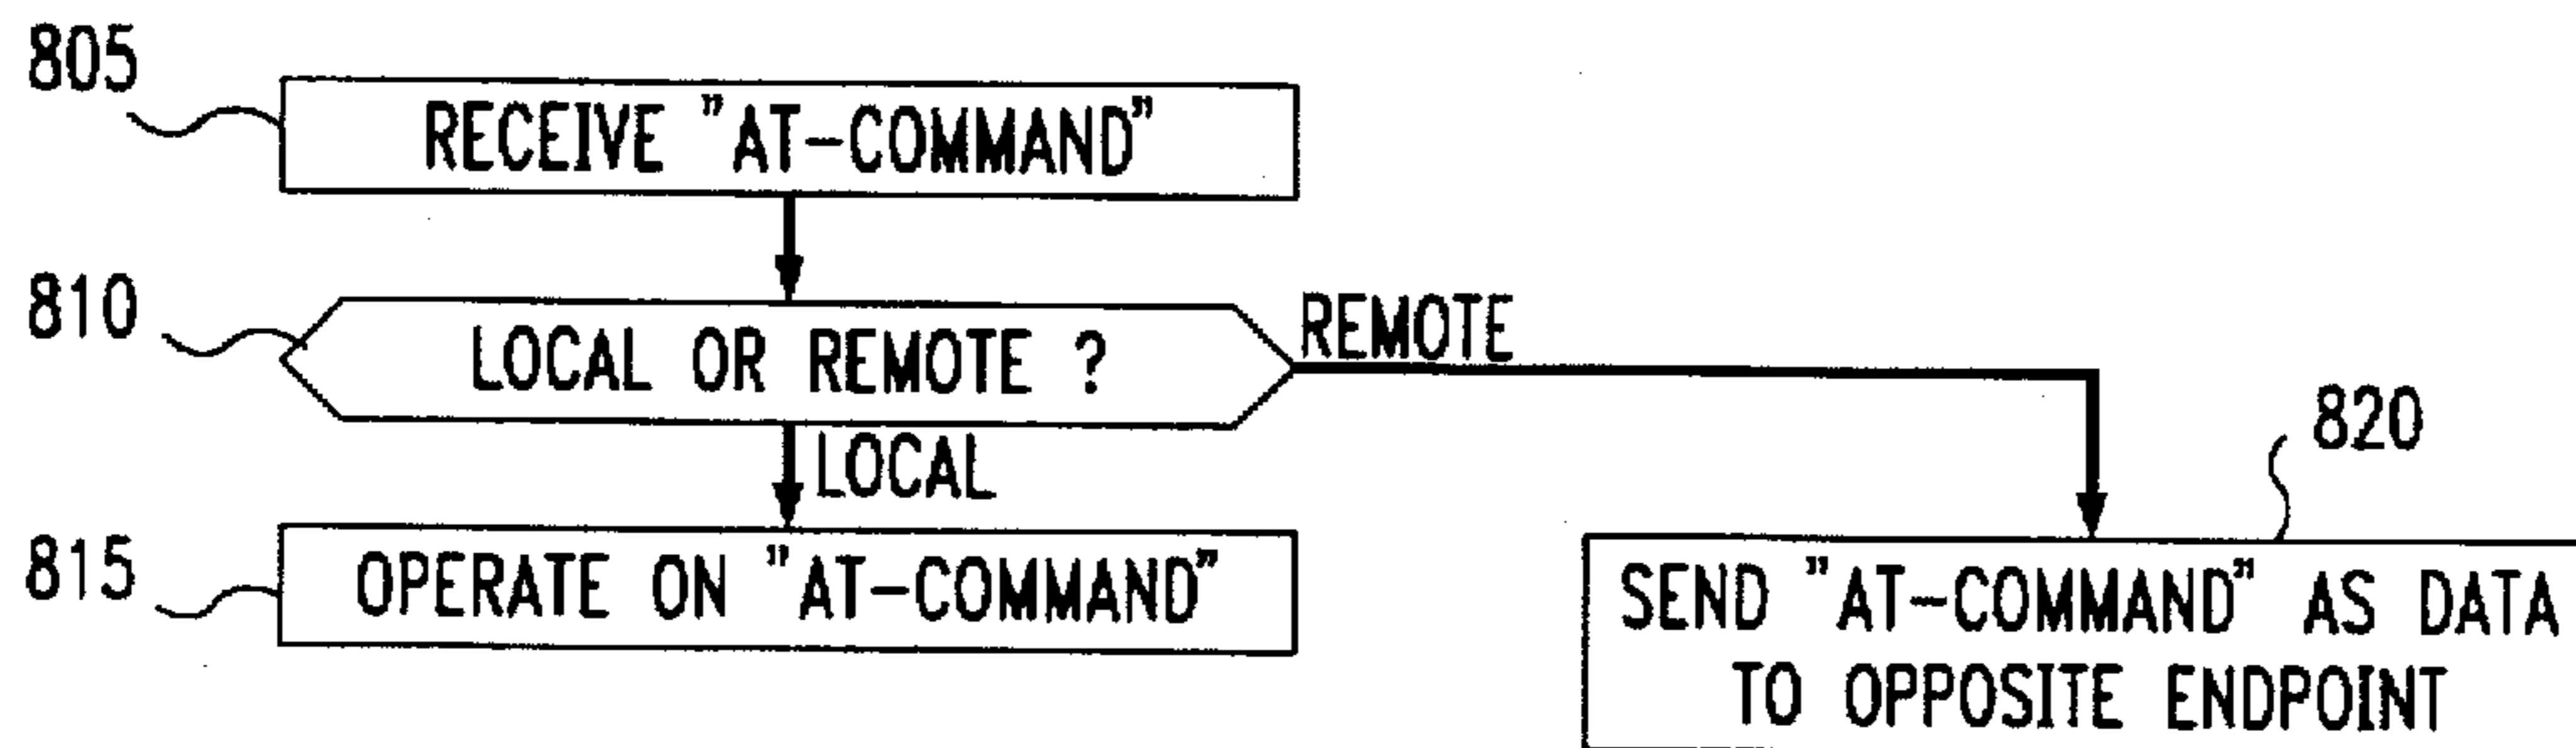 805
RECEIVE "AT-COMMAND"
810
LOCAL OR REMOTE ?
REMOTE
LOCAL
820
815
OPERATE ON "AT-COMMAND"
SEND "AT-COMMAND" AS DATA
TO OPPOSITE ENDPOINT